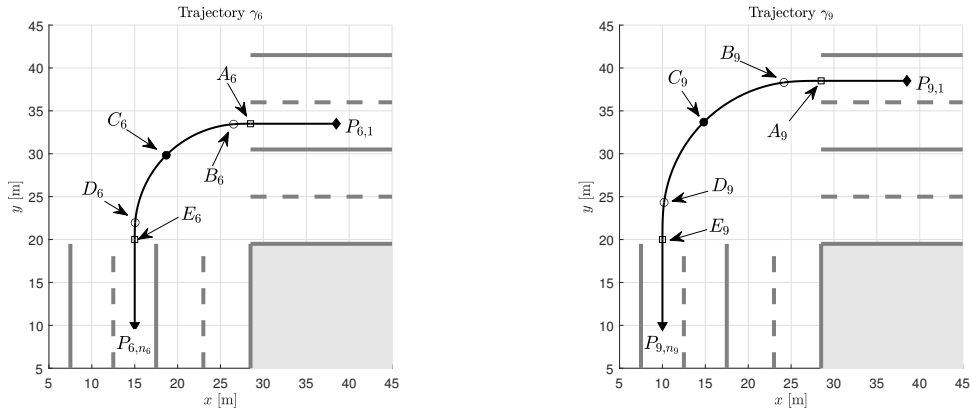 Trajectory γ₆
45
40
35
30
25
20
15
10
5
5 10 15 20 25 30 35 40 45
x [m]
y [m]
A₆
P₆,₁
C₆
B₆
D₆
E₆
P₆,ₙ₆
Trajectory γ₉
45
40
35
30
25
20
15
10
5
5 10 15 20 25 30 35 40 45
x [m]
y [m]
B₉
C₉
P₉,₁
A₉
D₉
E₉
P₉,ₙ₉